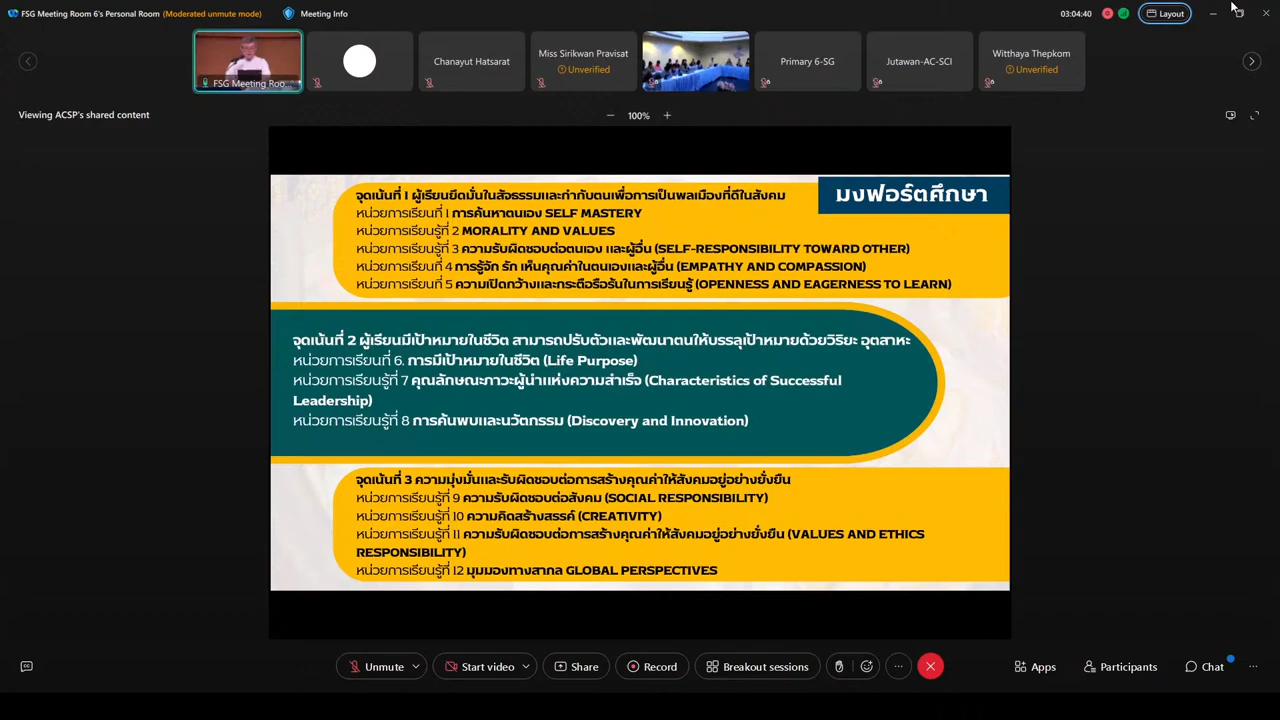 FSG Meeting Room 6's Personal Room (Moderated unmute mode)
Meeting Info
03:04:40
Layout
FSG Meeting Roo...
Chanayut Hatsarat
Miss Sirikwan Pravisat
Unverified
Primary 6-SG
Jutawan-AC-SCI
Witthaya Thepkom
Unverified
Viewing ACSP's shared content
100%
มงฟอร์ตศึกษา
จุดเน้นที่ 1 ผู้เรียนยึดมั่นในสัจธรรมและกำกับตนเพื่อการเป็นพลเมืองที่ดีในสังคม
หน่วยการเรียนที่ 1 การค้นหาตนเอง SELF MASTERY
หน่วยการเรียนรู้ที่ 2 MORALITY AND VALUES
หน่วยการเรียนรู้ที่ 3 ความรับผิดชอบต่อตนเอง และผู้อื่น (SELF-RESPONSIBILITY TOWARD OTHER)
หน่วยการเรียนที่ 4 การรู้จัก รัก เห็นคุณค่าในตนเองและผู้อื่น (EMPATHY AND COMPASSION)
หน่วยการเรียนที่ 5 ความเปิดกว้างและกระตือรือร้นในการเรียนรู้ (OPENNESS AND EAGERNESS TO LEARN)
จุดเน้นที่ 2 ผู้เรียนมีเป้าหมายในชีวิต สามารถปรับตัวและพัฒนาตนให้บรรลุเป้าหมายด้วยวิริยะ อุตสาหะ
หน่วยการเรียนที่ 6. การมีเป้าหมายในชีวิต (Life Purpose)
หน่วยการเรียนรู้ที่ 7 คุณลักษณะภาวะผู้นำแห่งความสำเร็จ (Characteristics of Successful
Leadership)
หน่วยการเรียนรู้ที่ 8 การค้นพบและนวัตกรรม (Discovery and Innovation)
จุดเน้นที่ 3 ความมุ่งมั่นและรับผิดชอบต่อการสร้างคุณค่าให้สังคมอยู่อย่างยั่งยืน
หน่วยการเรียนรู้ที่ 9 ความรับผิดชอบต่อสังคม (SOCIAL RESPONSIBILITY)
หน่วยการเรียนรู้ที่ 10 ความคิดสร้างสรรค์ (CREATIVITY)
หน่วยการเรียนรู้ที่ 11 ความรับผิดชอบต่อการสร้างคุณค่าให้สังคมอยู่อย่างยั่งยืน (VALUES AND ETHICS
RESPONSIBILITY)
หน่วยการเรียนรู้ที่ 12 มุมมองทางสากล GLOBAL PERSPECTIVES
Unmute
Start video
Share
Record
Breakout sessions
Apps
Participants
Chat